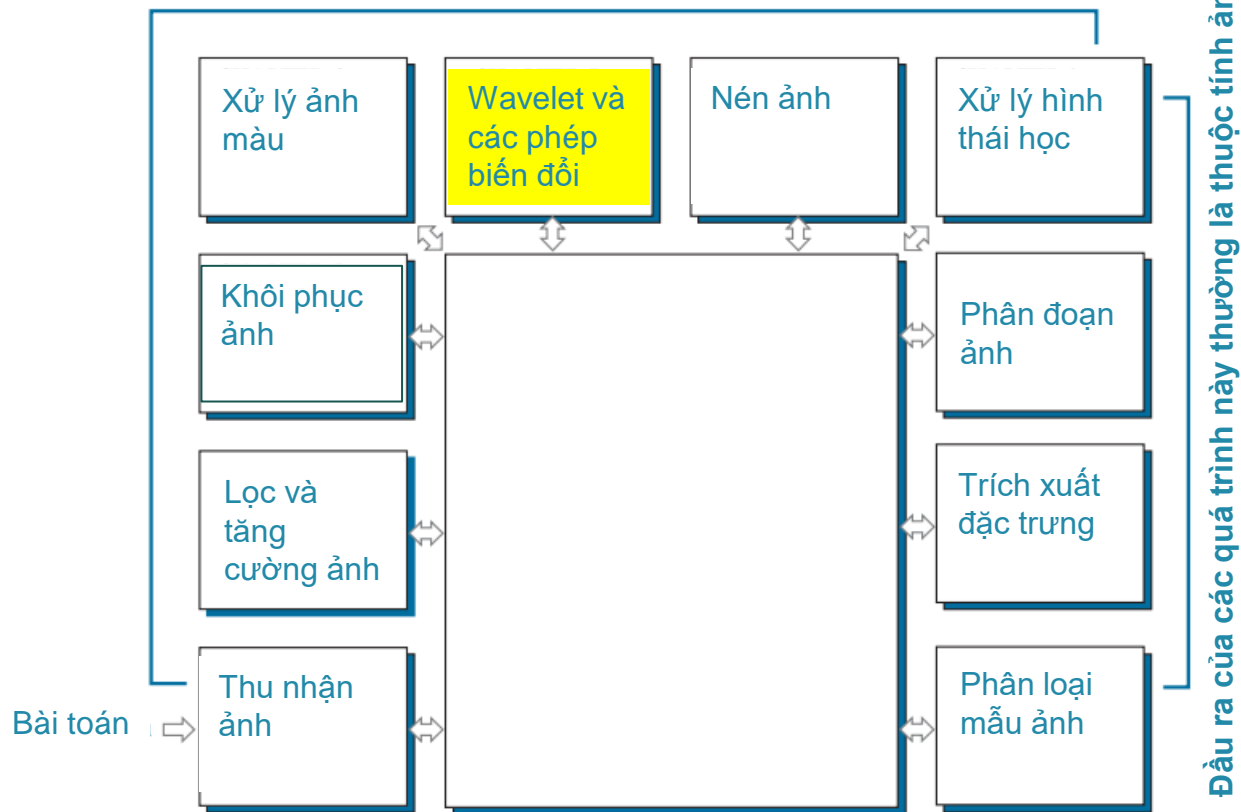 Xử lý ảnh
màu
Wavelet và
các phép
biến đổi
Nén ảnh
Xử lý hình
thái học
Khôi phục
ảnh
Phân đoạn
ảnh
Lọc và
tăng
cường ảnh
Trích xuất
đặc trưng
Thu nhận
ảnh
Phân loại
mẫu ảnh
Bài toán
Đầu ra của các quá trình này thường là thuộc tính